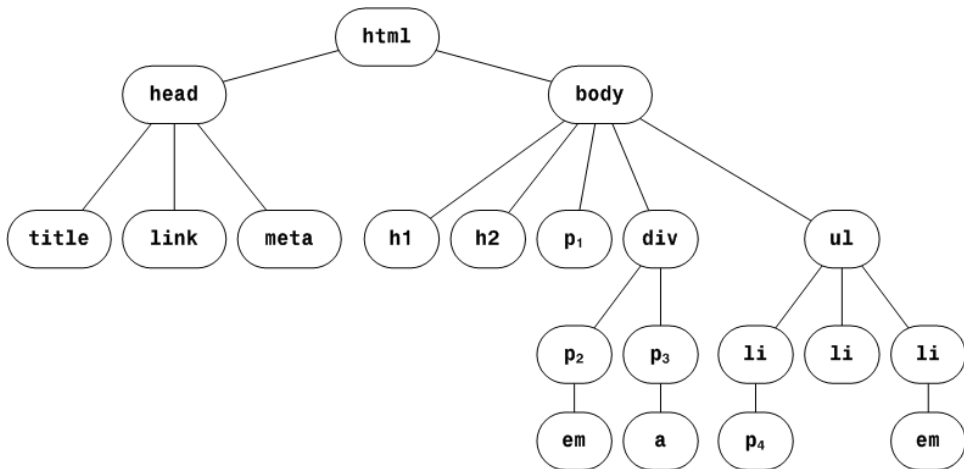 html
head body
title link meta h1 h2 p₁ div ul
p₂ p₃ li li li
em a p₄ em